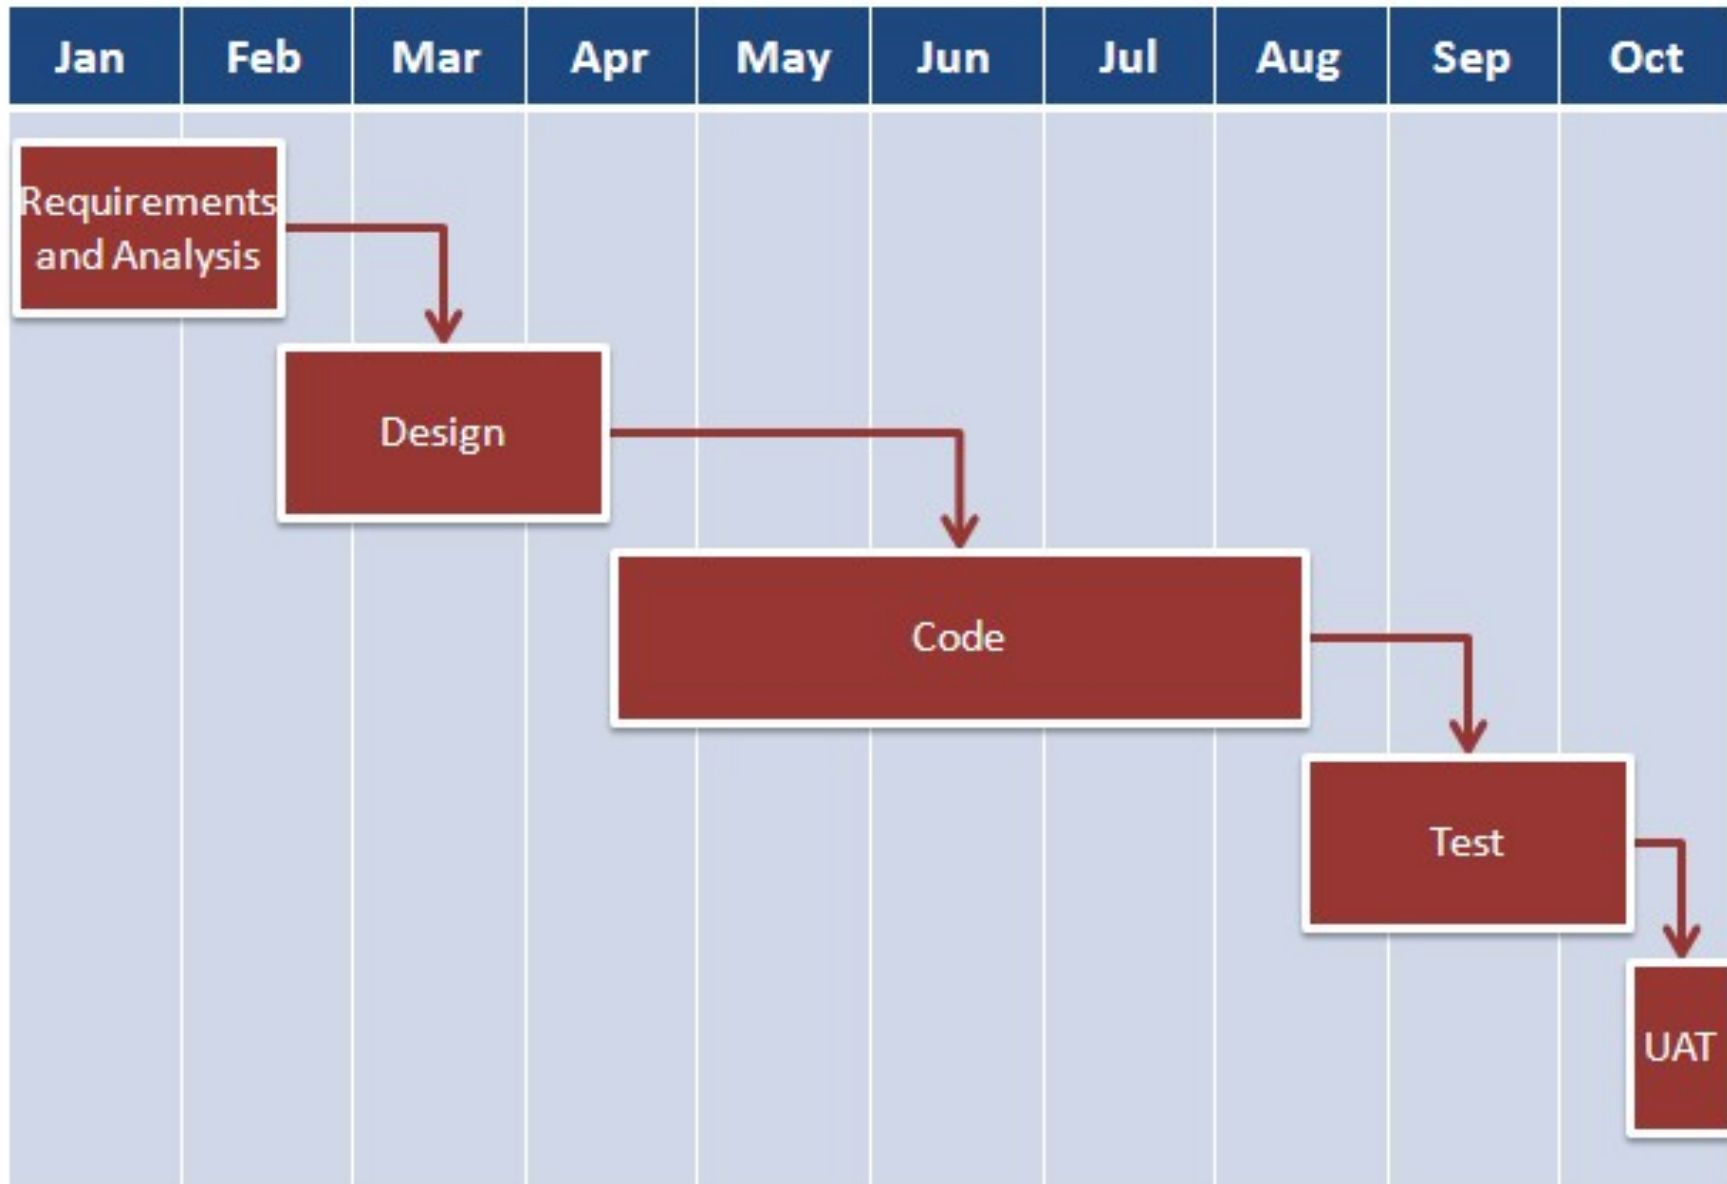 Jan Feb Mar Apr May Jun Jul Aug Sep Oct
Requirements
and Analysis
Design
Code
Test
UAT